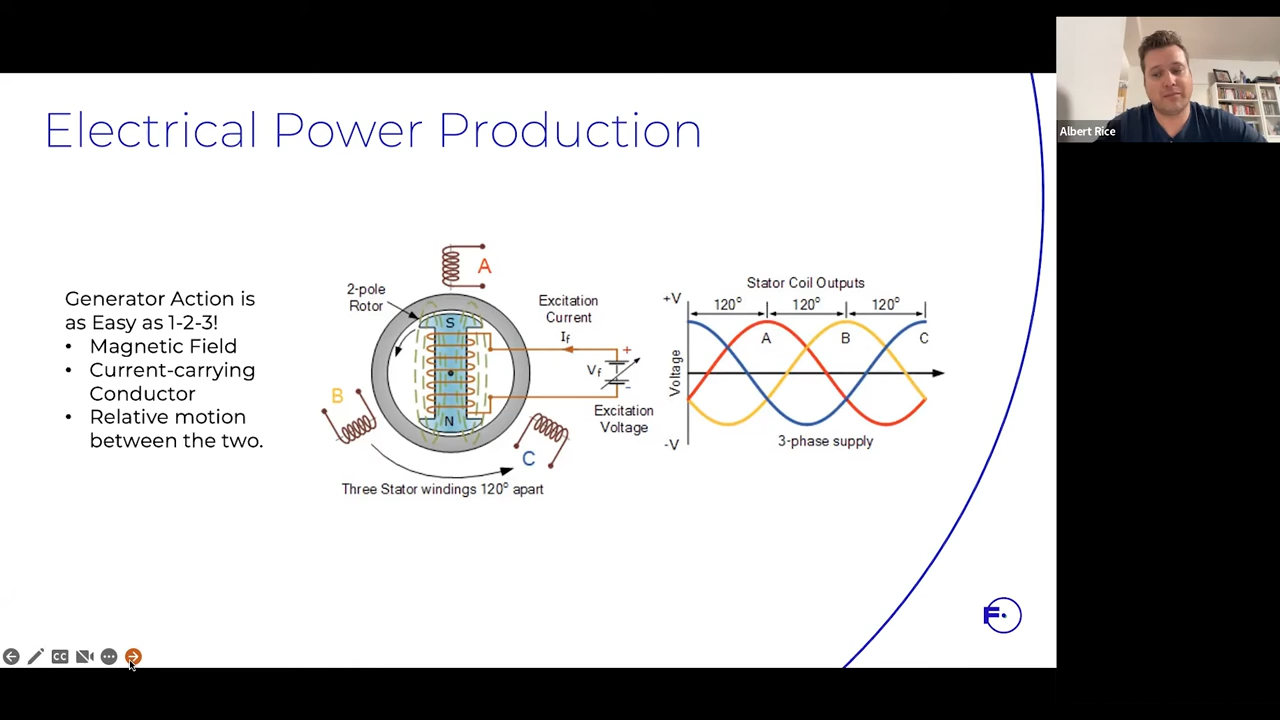 Electrical Power Production
Albert Rice
Generator Action is
as Easy as 1-2-3!
• Magnetic Field
• Current-carrying
Conductor
• Relative motion
between the two.
A
2-pole
Rotor
S
N
B
C
Excitation
Current
If
+
Vf
-
Excitation
Voltage
Three Stator windings 120° apart
Stator Coil Outputs
+V
120° 120° 120°
A B C
Voltage
-V
3-phase supply
F
CC